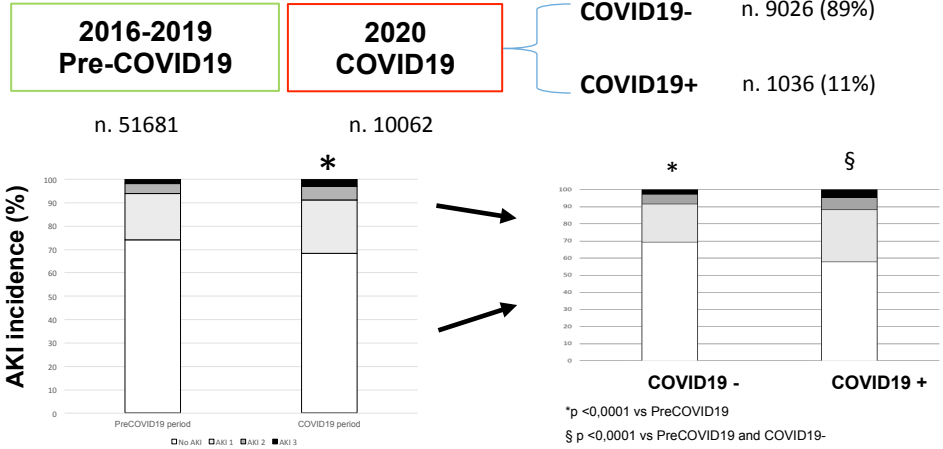 2016-2019
Pre-COVID19
2020
COVID19
COVID19-
n. 9026 (89%)
COVID19+
n. 1036 (11%)
n. 51681
n. 10062
AKI incidence (%)
*
100
90
80
70
60
50
40
30
20
10
0
PreCOVID19 period
COVID19 period
No AKI
AKI 1
AKI 2
AKI 3
*
§
100
90
80
70
60
50
40
30
20
10
0
COVID19 -
COVID19 +
*p <0,0001 vs PreCOVID19
§ p <0,0001 vs PreCOVID19 and COVID19-